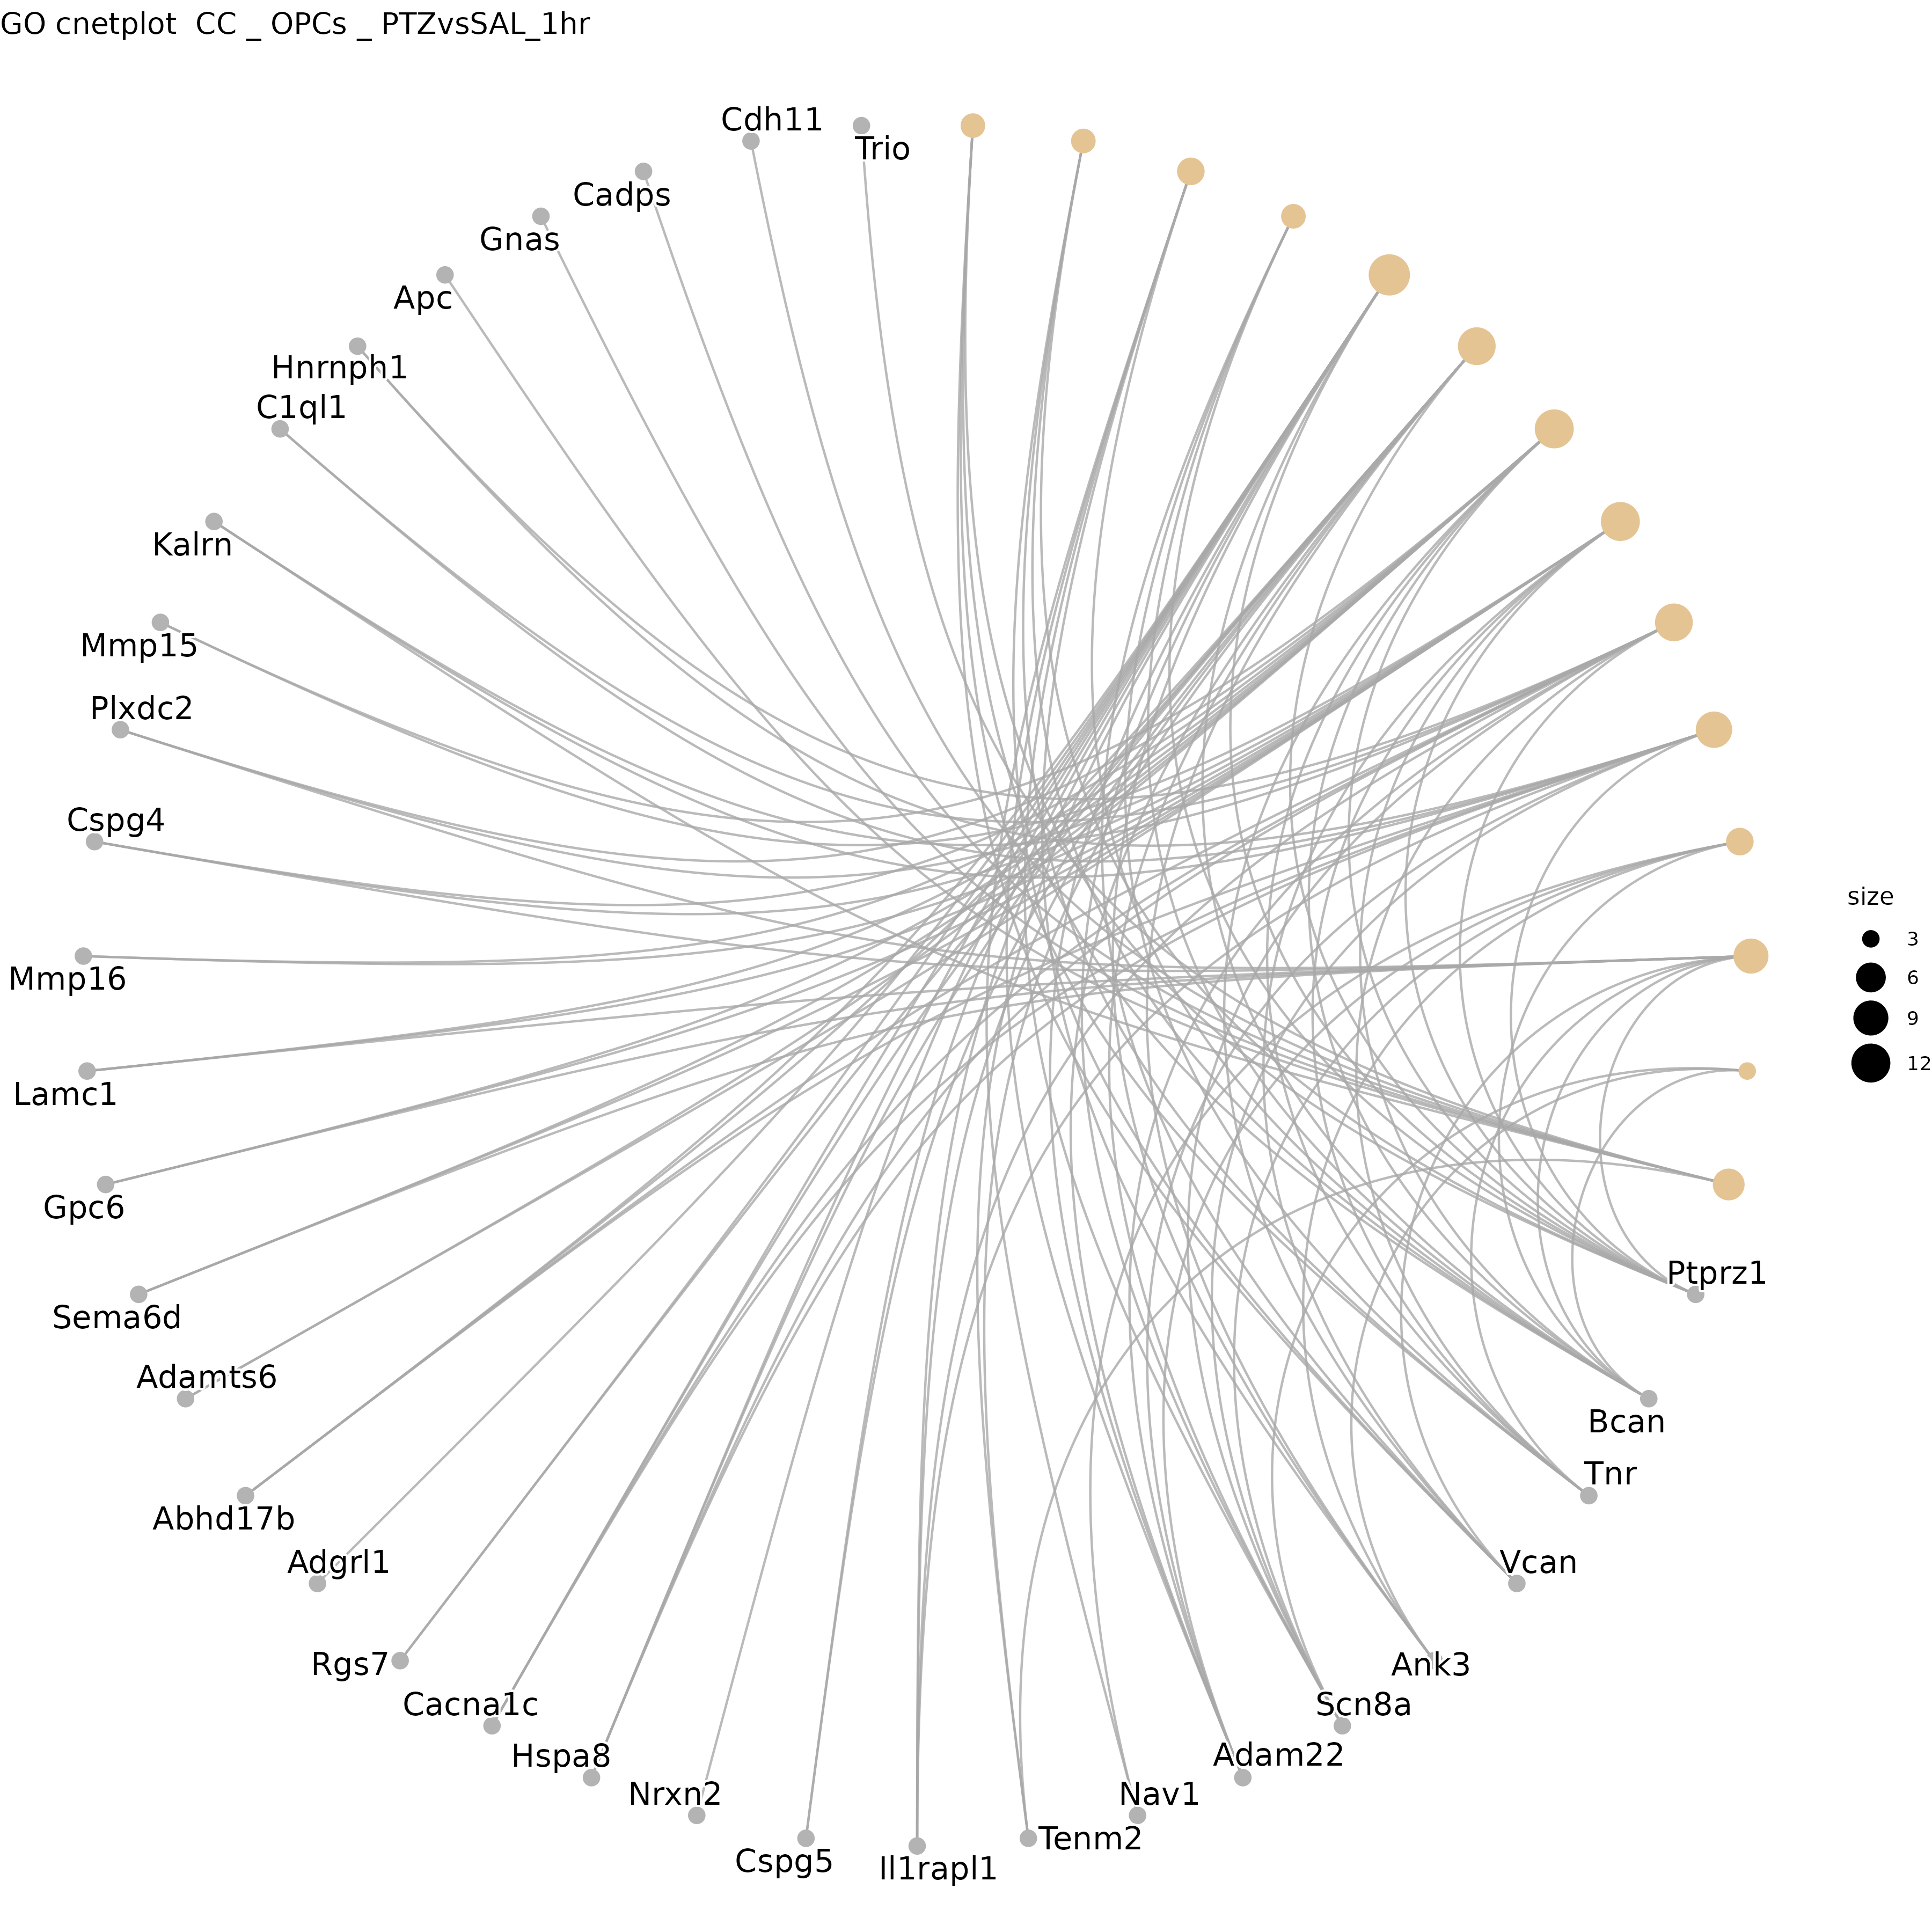 GO cnetplot  CC _ OPCs _ PTZvsSAL_1hr
Cdh11
Trio
Cadps
Gnas
Apc
Hnrnph1
C1ql1
Kalrn
Mmp15
Plxdc2
Cspg4
Mmp16
Lamc1
Gpc6
Sema6d
Adamts6
Abhd17b
Adgrl1
Rgs7
Cacna1c
Hspa8
Nrxn2
Cspg5
Il1rapl1
Tenm2
Nav1
Adam22
Scn8a
Ank3
Vcan
Tnr
Bcan
Ptprz1
size
3
6
9
12